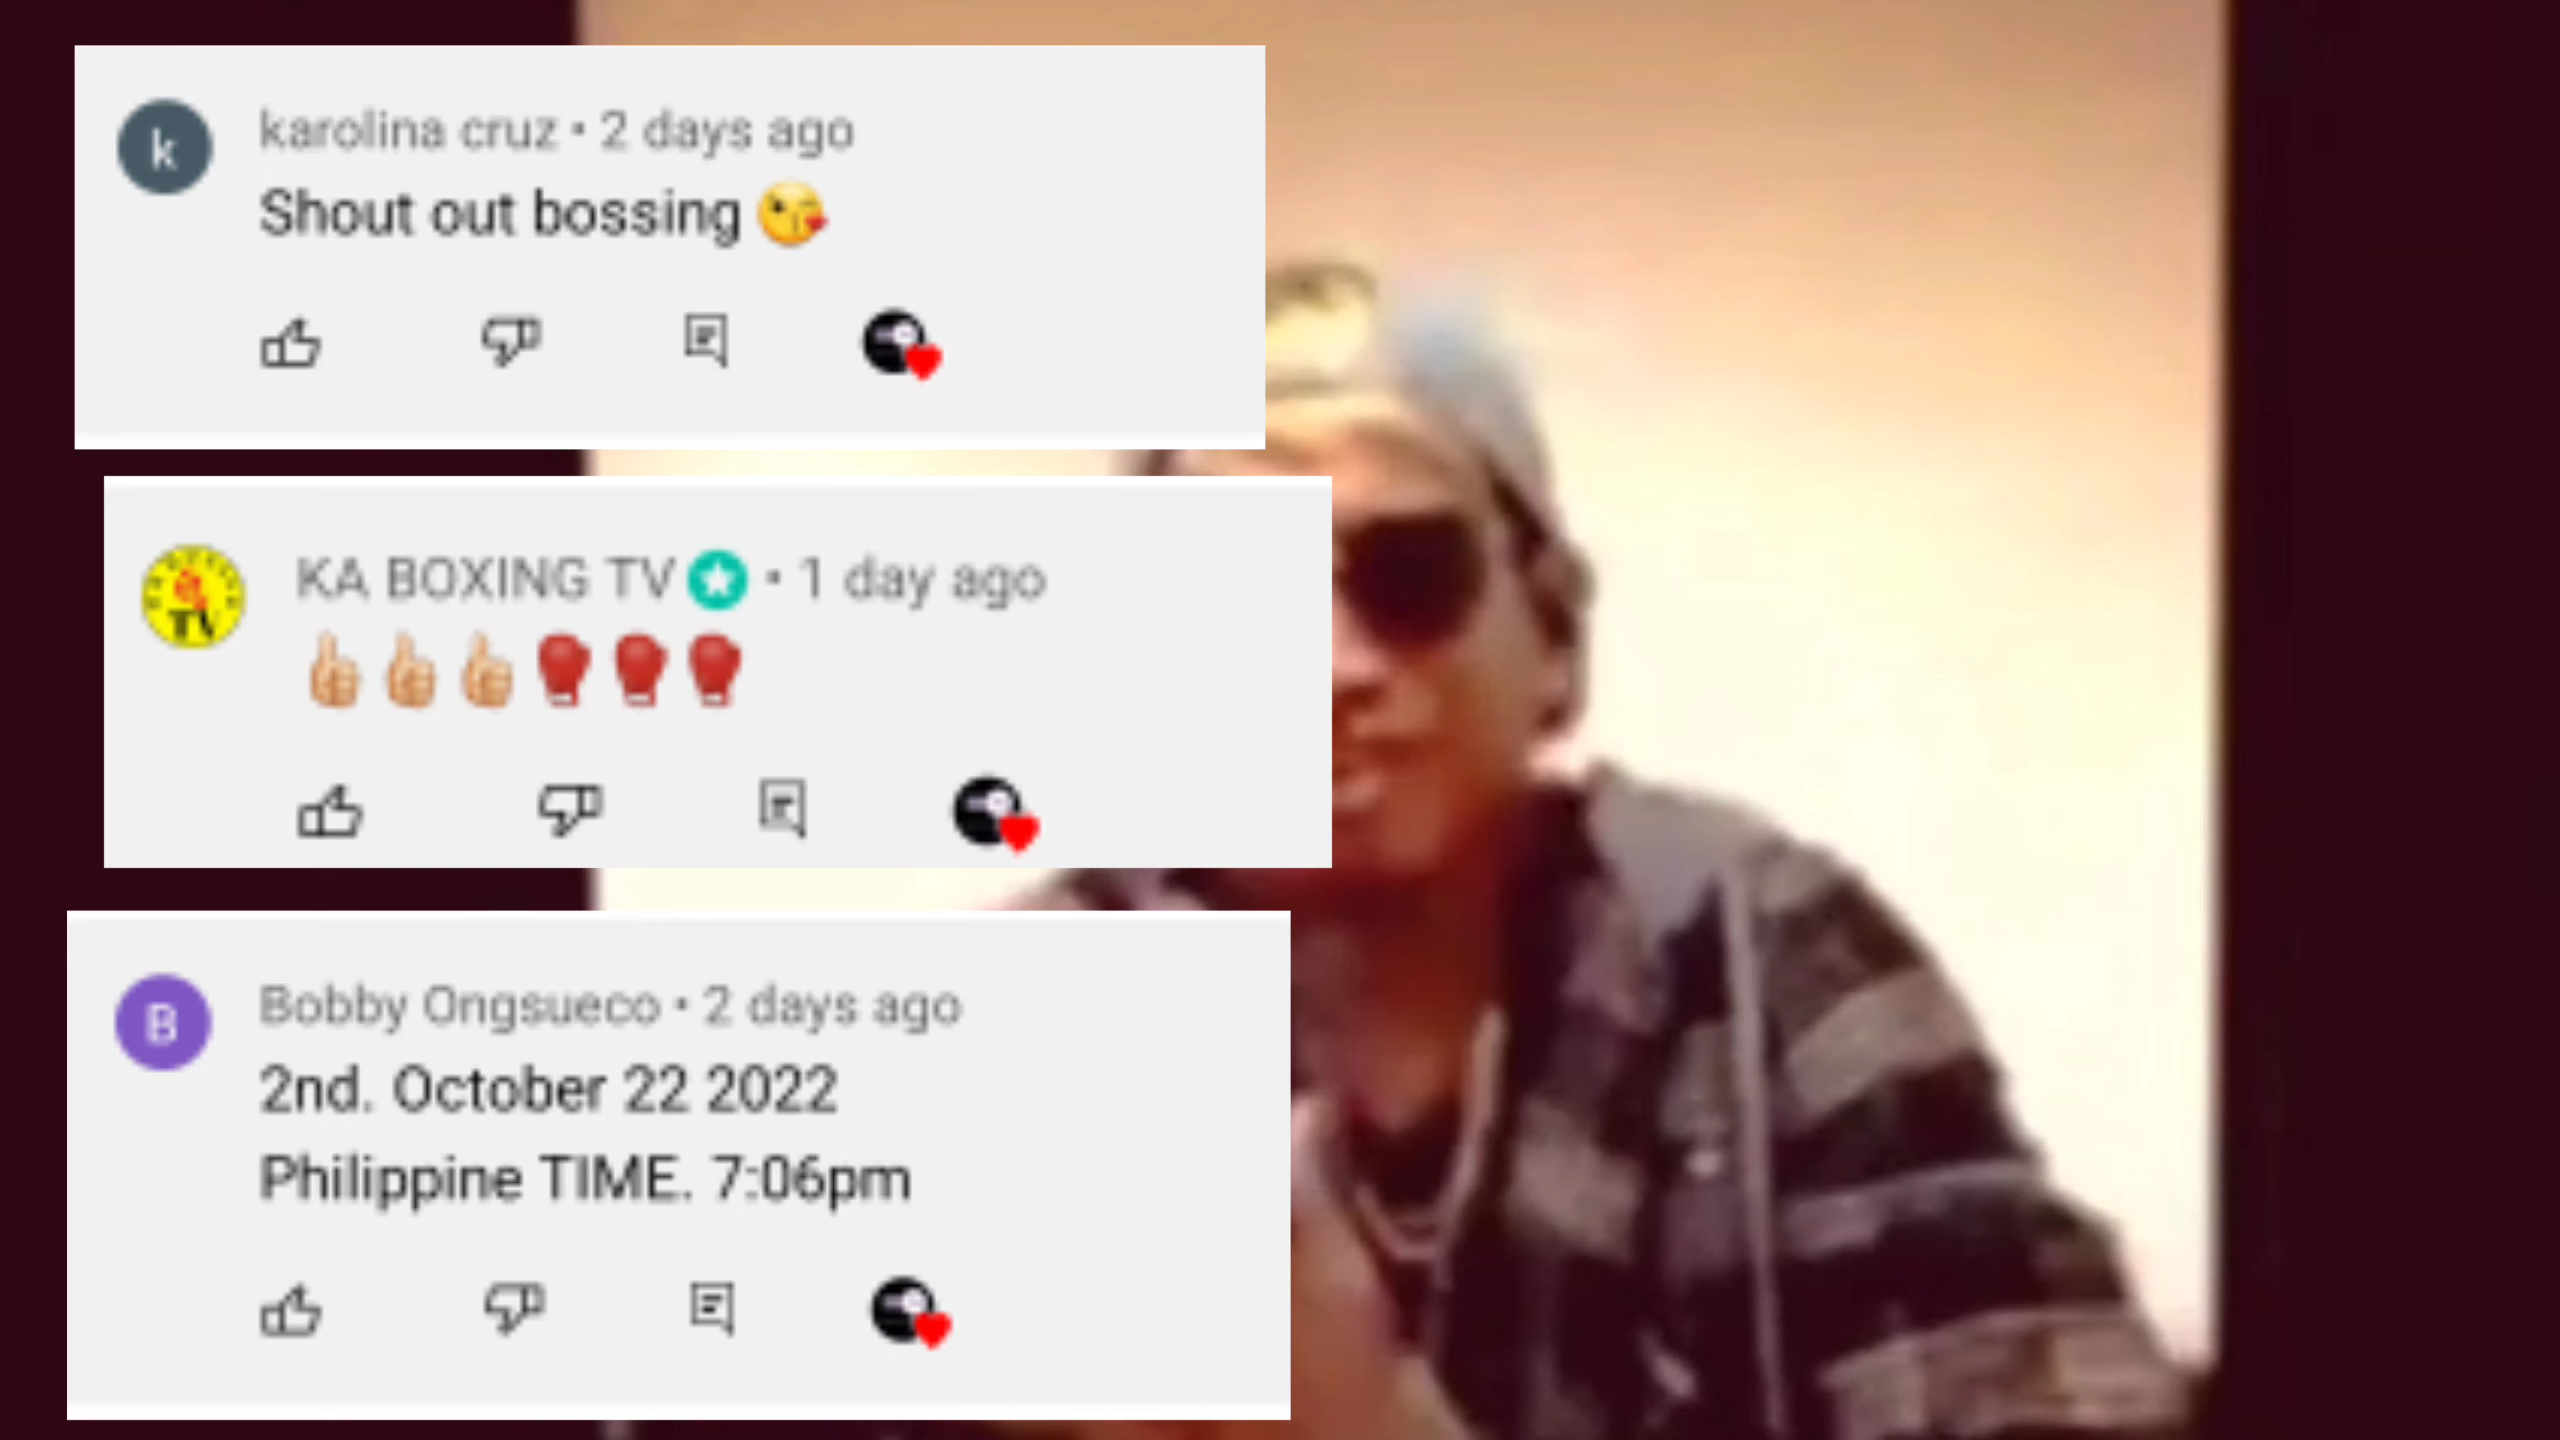 k
karolina cruz • 2 days ago
Shout out bossing 😘
TV
KA BOXING TV • 1 day ago
👍🏼👍🏼👍🏼🥊🥊🥊
B
Bobby Ongsueco • 2 days ago
2nd. October 22 2022
Philippine TIME. 7:06pm